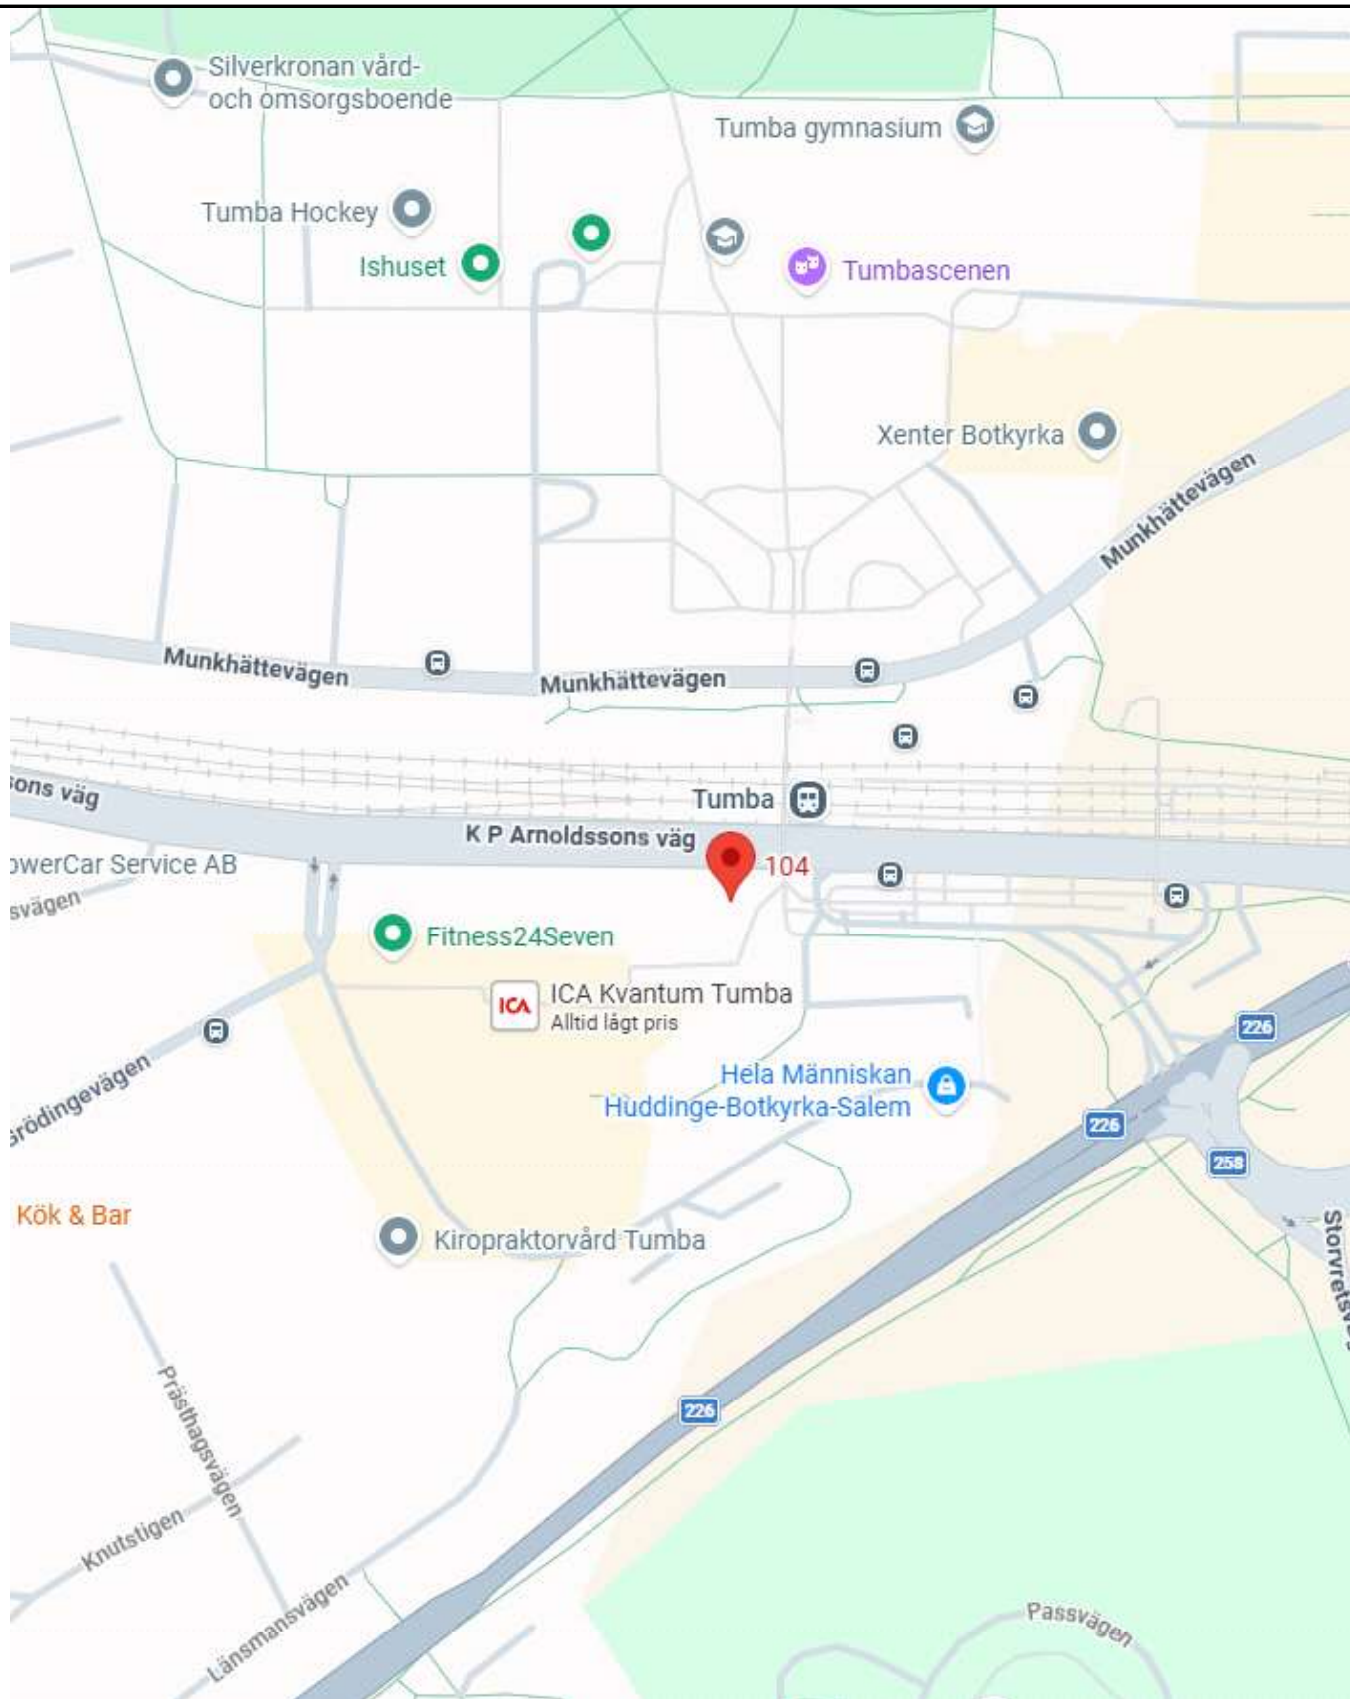 Silverkronan vård-
och omsorgsboende
Tumba gymnasium
Tumba Hockey
Ishuset
Tumbascenen
Xenter Botkyrka
Munkhättevägen
Munkhättevägen
Munkhättevägen
Tumba
ons väg
K P Arnoldssons väg
104
owerCar Service AB
svägen
Fitness24Seven
ICA
ICA Kvantum Tumba
Alltid lågt pris
226
rödingevägen
Hela Människan
Huddinge-Botkyrka-Salem
226
258
Kök & Bar
Kiropraktorvård Tumba
Storvretsv
Prästhagsvägen
226
Knutstigen
Länsmansvägen
Passvägen